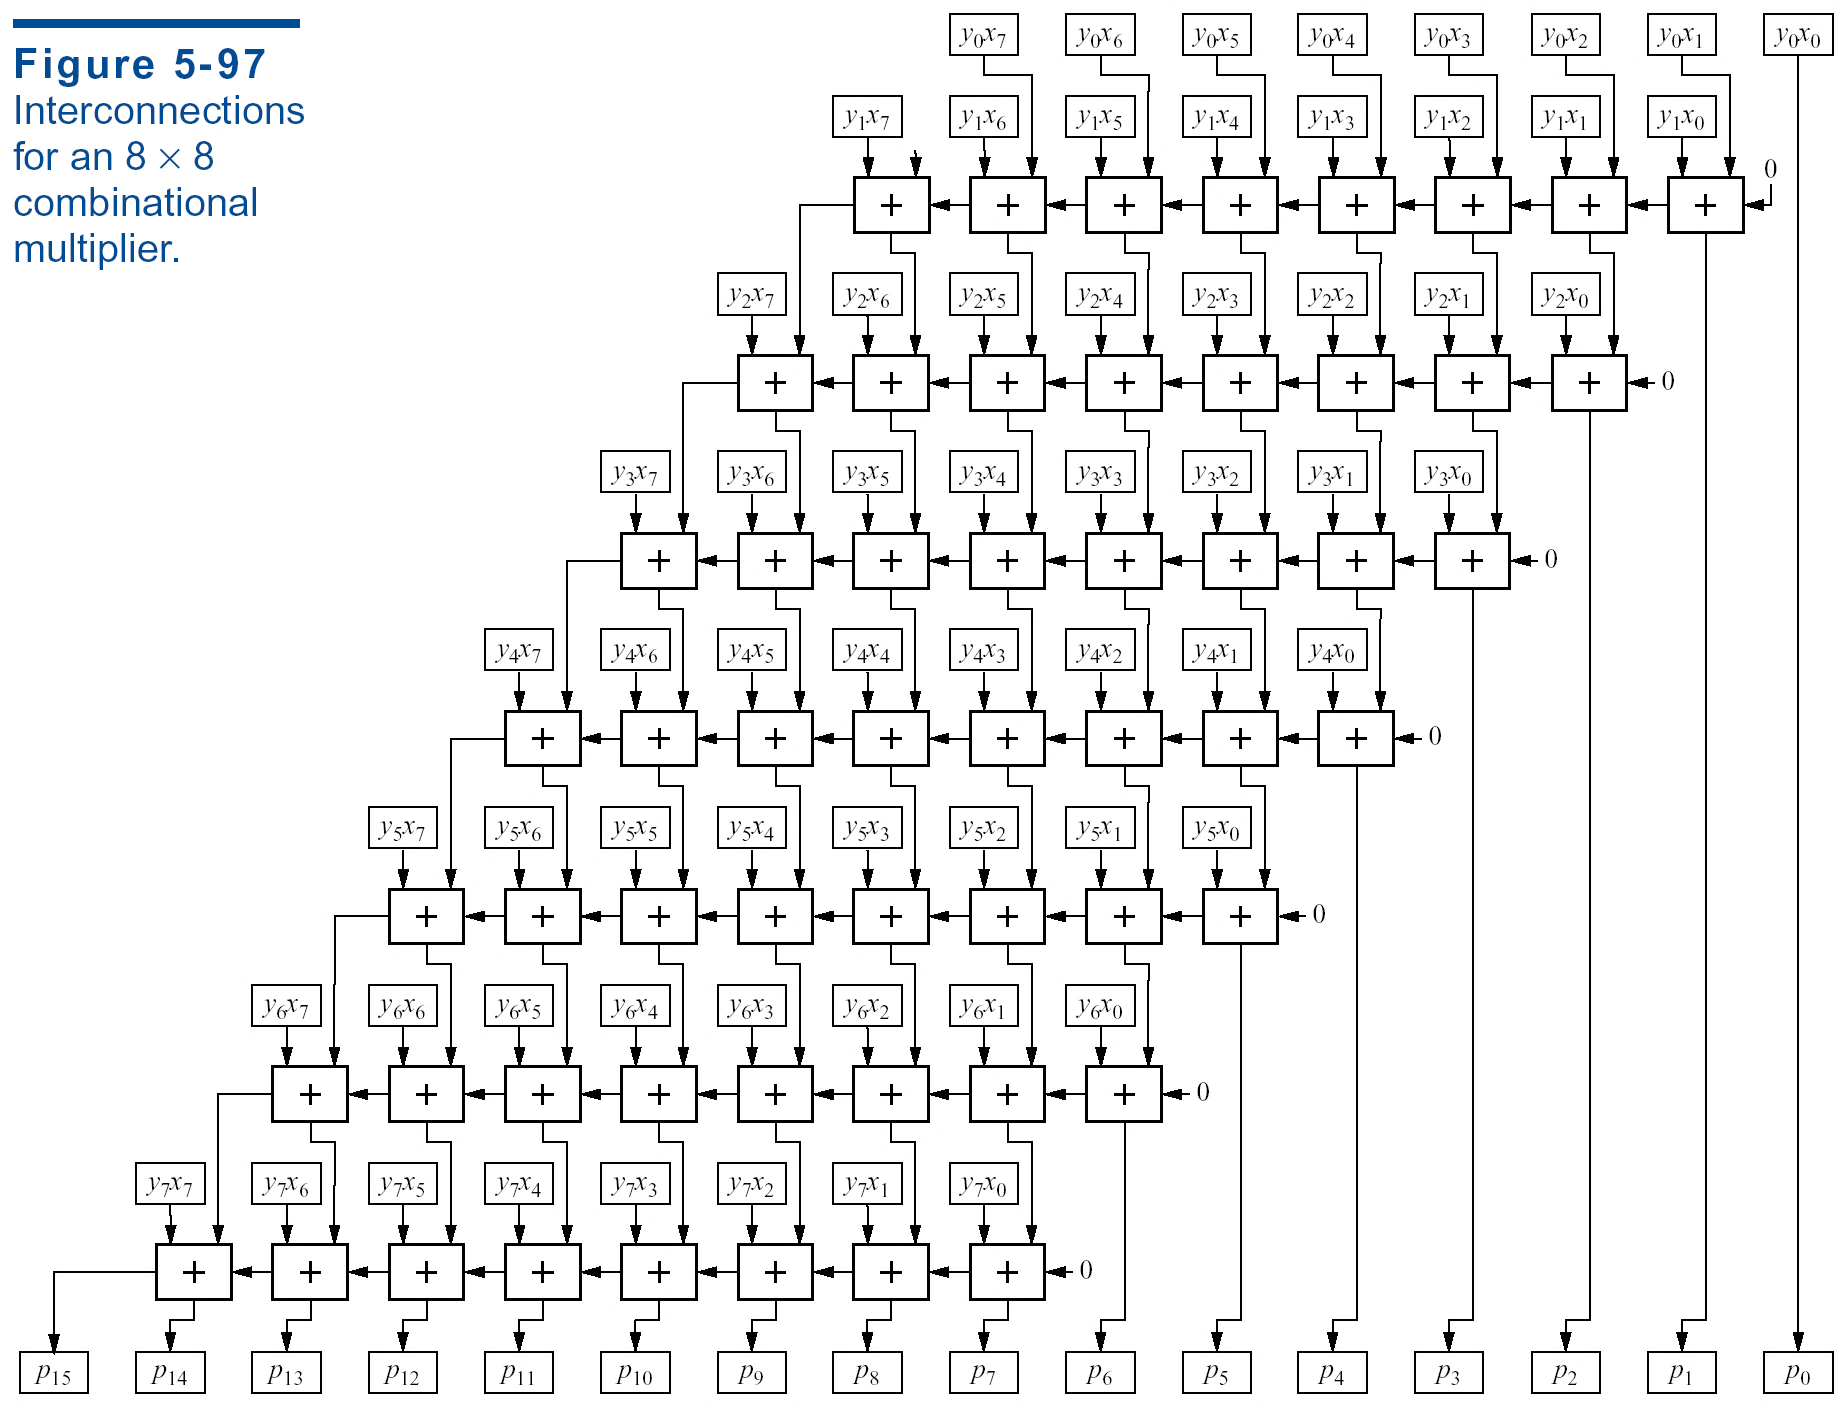 Figure 5-97
Interconnections
for an 8 × 8
combinational
multiplier.
y₀x₇ y₀x₆ y₀x₅ y₀x₄ y₀x₃ y₀x₂ y₀x₁ y₀x₀
y₁x₇ y₁x₆ y₁x₅ y₁x₄ y₁x₃ y₁x₂ y₁x₁ y₁x₀
0
+ + + + + + + +
y₂x₇ y₂x₆ y₂x₅ y₂x₄ y₂x₃ y₂x₂ y₂x₁ y₂x₀
+ + + + + + + + 0
y₃x₇ y₃x₆ y₃x₅ y₃x₄ y₃x₃ y₃x₂ y₃x₁ y₃x₀
+ + + + + + + + 0
y₄x₇ y₄x₆ y₄x₅ y₄x₄ y₄x₃ y₄x₂ y₄x₁ y₄x₀
+ + + + + + + + 0
y₅x₇ y₅x₆ y₅x₅ y₅x₄ y₅x₃ y₅x₂ y₅x₁ y₅x₀
+ + + + + + + + 0
y₆x₇ y₆x₆ y₆x₅ y₆x₄ y₆x₃ y₆x₂ y₆x₁ y₆x₀
+ + + + + + + + 0
y₇x₇ y₇x₆ y₇x₅ y₇x₄ y₇x₃ y₇x₂ y₇x₁ y₇x₀
+ + + + + + + + 0
p₁₅ p₁₄ p₁₃ p₁₂ p₁₁ p₁₀ p₉ p₈ p₇ p₆ p₅ p₄ p₃ p₂ p₁ p₀